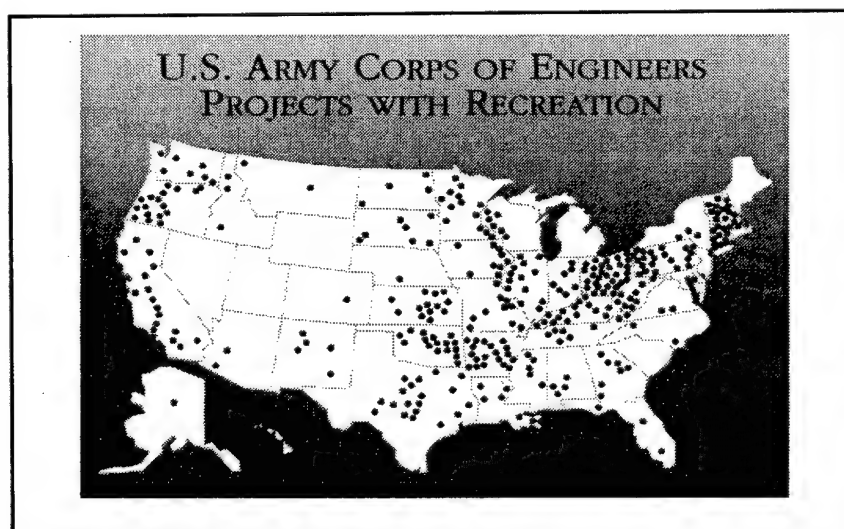 U.S. ARMY CORPS OF ENGINEERS
PROJECTS WITH RECREATION